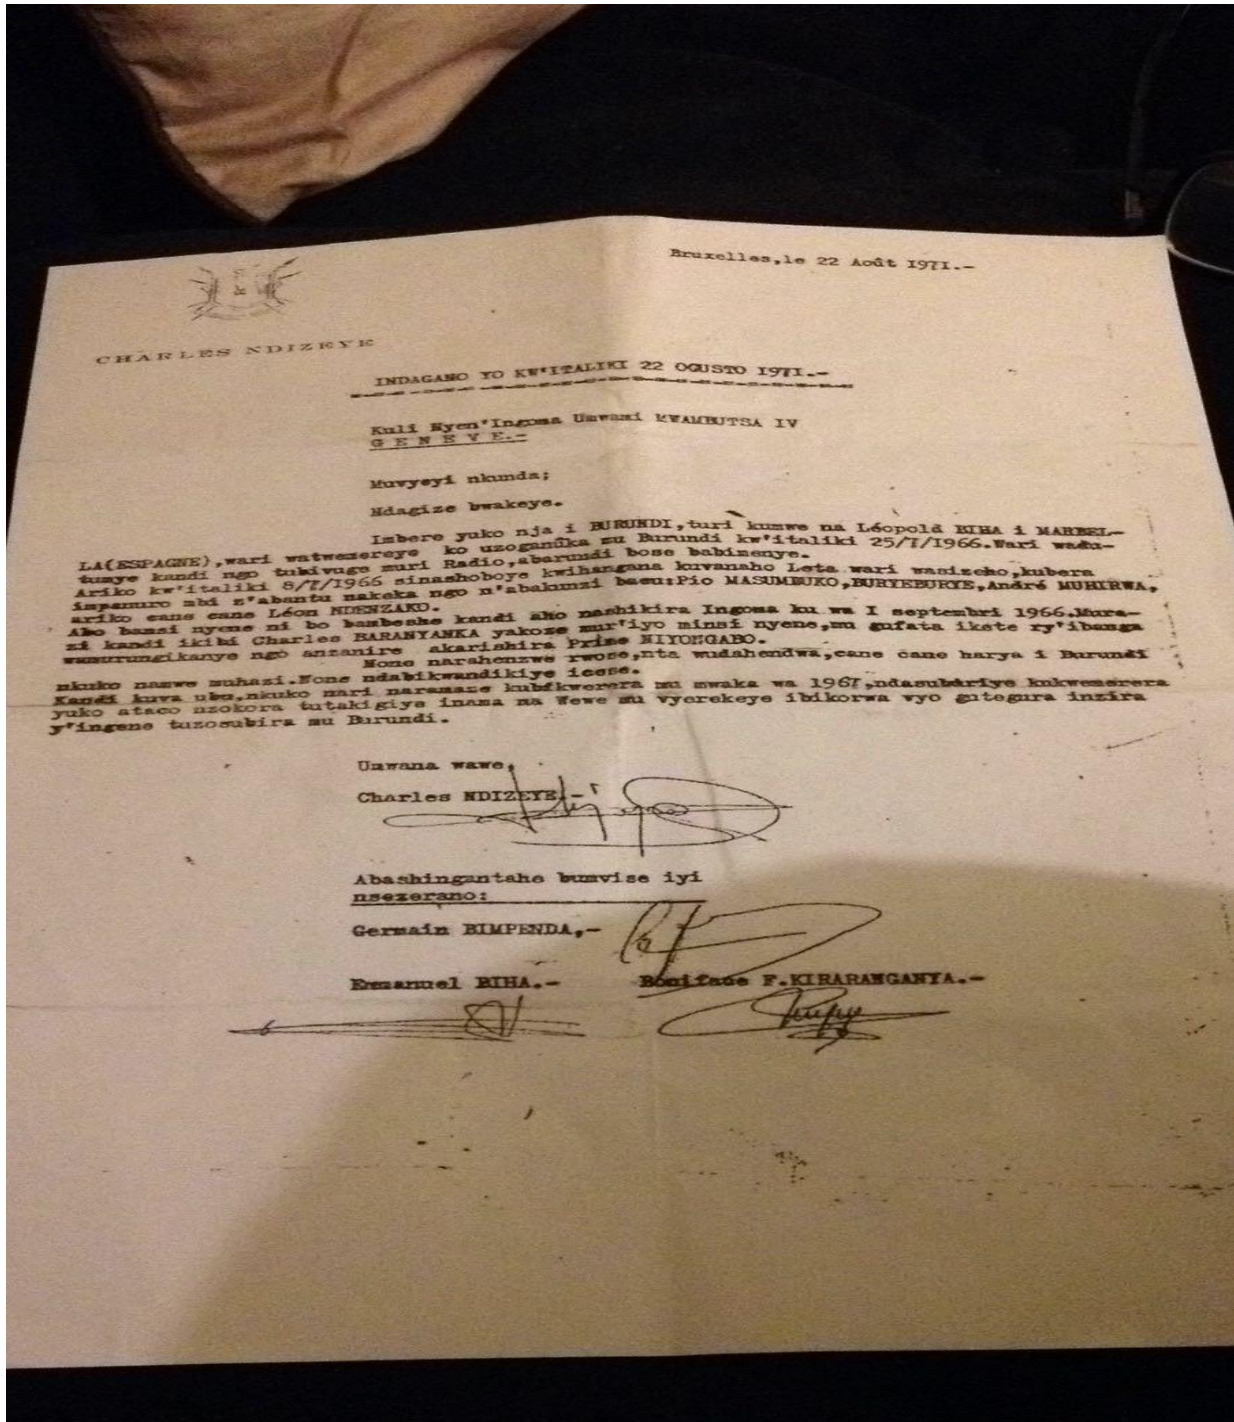 Bruxelles,le 22 Août 1971.-
CHARLES NDIZEYE
INDAGANO YO KW'ITALIKI 22 OGUSTO 1971.-
Kuli Nyen'Ingoma Umwami MWAMBUTSA IV
G E N E V E.-
Muvyeyi nkunda;
Ndagize bwakeye.
Imbere yuko nja i BURUNDI,turi kumwe na Léopold BIHA i MARBEL-
LA(ESPAGNE),wari watwezereye ko uzoganuka mu Burundi kw'italiki 25/7/1966.Wari wadu-
tumye kandi ngo tubivuge muri Radio,abarundi bose babimenye.
Ariko kw'italiki 8/7/1966 sinashoboye kwihangana kuvanaho Leta wari wasizeho,kubera
impanuro mbi z'abantu nakeka ngo n'abakunzi bacu:Pio MASUMBUKO,BURYEBURYE,André MUHIRWA,
ariko cane cane Léon NDENZAKO.
Abo bansi nyene ni bo bambeshe kandi aho nashikira Ingoma ku wa I septembri 1966.Mura-
zi kandi ikibi Charles BARANYANKA yakoze mur'iyo minsi nyene,mu gufata ikete ry'ibanga
wamurungikanye ngo anzanire akarishira Prime NIYONGABO.
None narahenzwe rwose,nta wudahendwa,cane cane harya i Burundi
nkuko namwe muhazi.None ndabikwandikiye icese.
Kandi kuva ubu,nkuko nari naramaze kubikwerera mu mwaka wa 1967,ndasubiriye kukwemerera
yuko ataco nzokora tutakigiye inama na Wewe mu vyerekeye ibikorwa vyo gutegura inzira
y'ingene tuzosubira mu Burundi.
Umwana wawe,
Charles NDIZEYE.-
Abashingantahe bumvise iyi
nsezerano:
Germain BIMPENDA,-
Emmanuel BIHA.- Boniface F.KIRARANGANYA.-